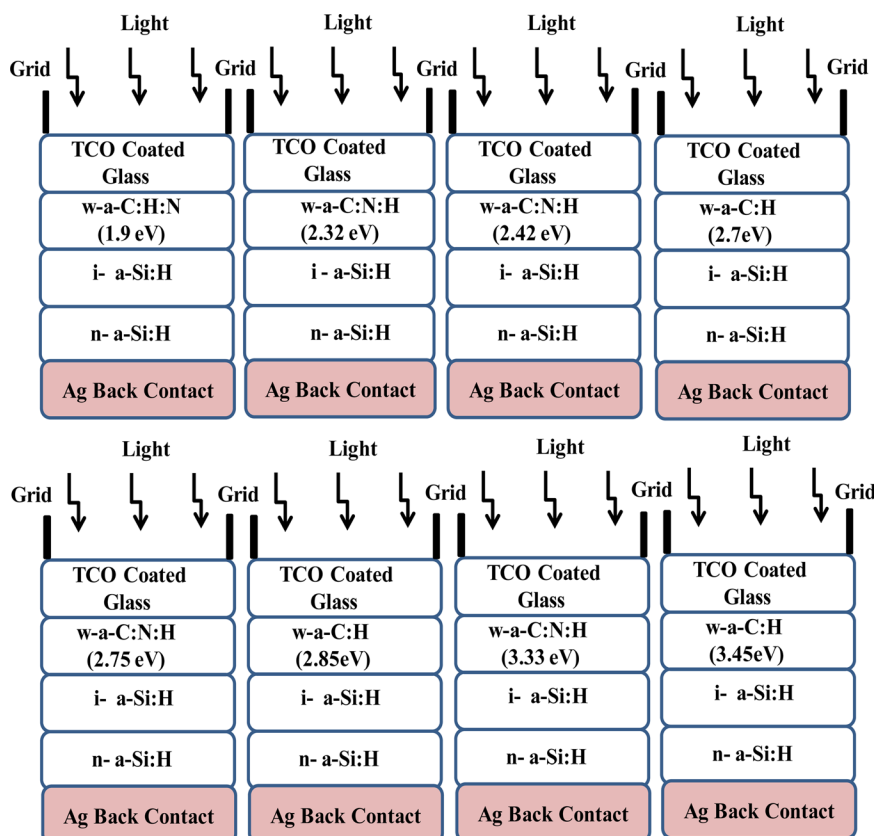 Light Light Light Light
Grid Grid Grid Grid Grid
TCO Coated
Glass
w-a-C:H:N
(1.9 eV)
i- a-Si:H
n- a-Si:H
Ag Back Contact
TCO Coated
Glass
w-a-C:N:H
(2.32 eV)
i - a-Si:H
n- a-Si:H
Ag Back Contact
TCO Coated
Glass
w-a-C:N:H
(2.42 eV)
i- a-Si:H
n- a-Si:H
Ag Back Contact
TCO Coated
Glass
w-a-C:H
(2.7eV)
i- a-Si:H
n- a-Si:H
Ag Back Contact
Light Light Light Light
Grid Grid Grid Grid Grid
TCO Coated
Glass
w-a-C:N:H
(2.75 eV)
i- a-Si:H
n- a-Si:H
Ag Back Contact
TCO Coated
Glass
w-a-C:H
(2.85eV)
i- a-Si:H
n- a-Si:H
Ag Back Contact
TCO Coated
Glass
w-a-C:N:H
(3.33 eV)
i- a-Si:H
n- a-Si:H
Ag Back Contact
TCO Coated
Glass
w-a-C:H
(3.45eV)
i- a-Si:H
n- a-Si:H
Ag Back Contact